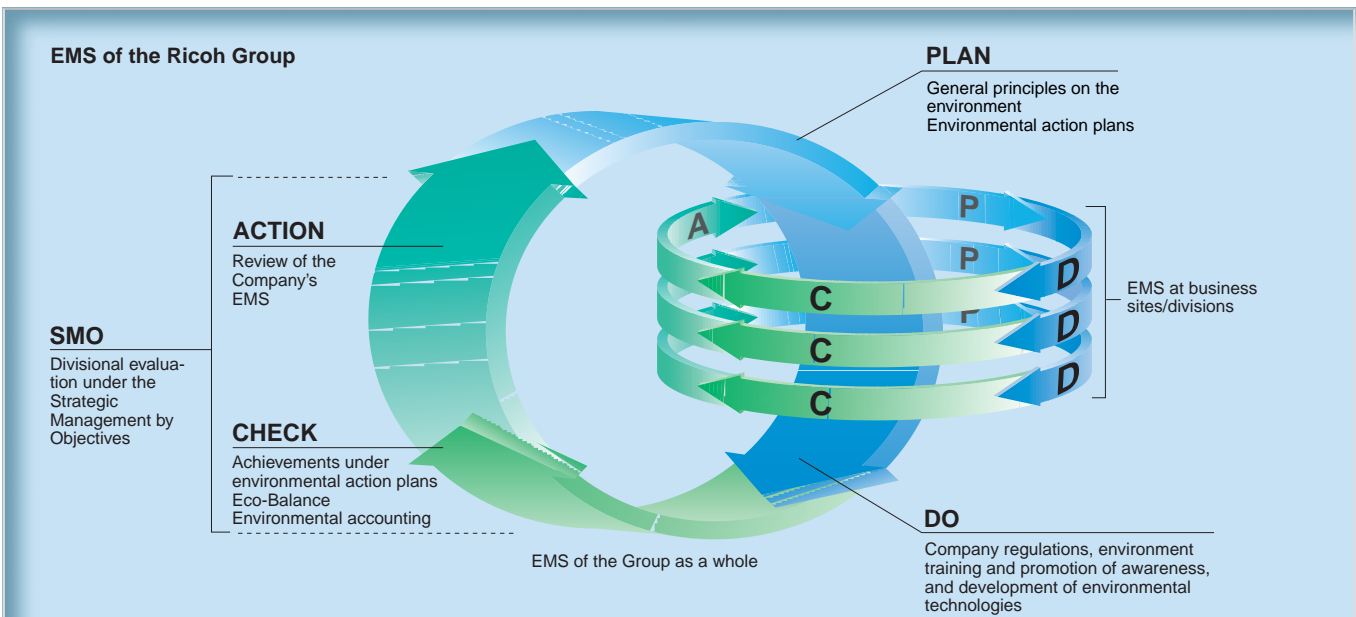 EMS of the Ricoh Group
PLAN
General principles on the
environment
Environmental action plans
ACTION
Review of the
Company's
EMS
SMO
Divisional evalua-
tion under the
Strategic
Management by
Objectives
CHECK
Achievements under
environmental action plans
Eco-Balance
Environmental accounting
A
P
P
P
D
D
D
C
C
C
EMS at business
sites/divisions
EMS of the Group as a whole
DO
Company regulations, environment
training and promotion of awareness,
and development of environmental
technologies